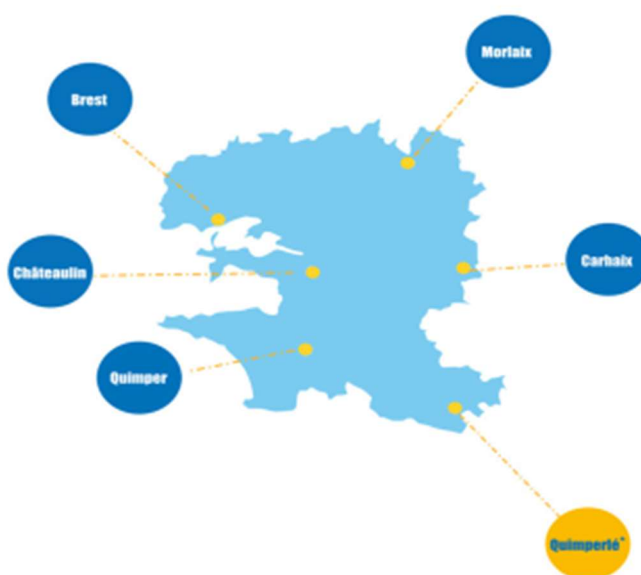 Morlaix
Brest
Carhaix
Châteaulin
Quimper
Quimperlé*